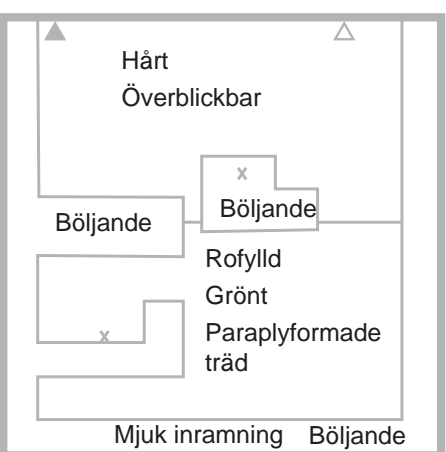 Hårt
Överblickbar
x
Böljande
Böljande
Rofylld
Grönt
Paraplyformade
träd
x
Mjuk inramning Böljande